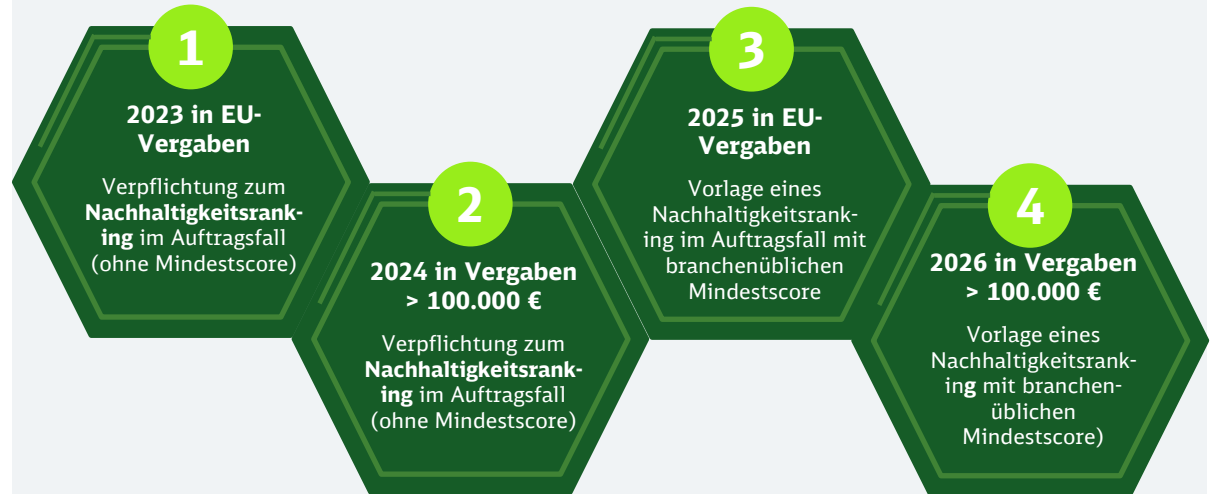 1
2023 in EU-
Vergaben
Verpflichtung zum
Nachhaltigkeitsrank-
ing im Auftragsfall
(ohne Mindestscore)
2
2024 in Vergaben
> 100.000 €
Verpflichtung zum
Nachhaltigkeitsrank-
ing im Auftragsfall
(ohne Mindestscore)
3
2025 in EU-
Vergaben
Vorlage eines
Nachhaltigkeitsrank-
ing im Auftragsfall mit
branchenüblichen
Mindestscore
4
2026 in Vergaben
> 100.000 €
Vorlage eines
Nachhaltigkeitsrank-
ing mit branchen-
üblichen
Mindestscore)